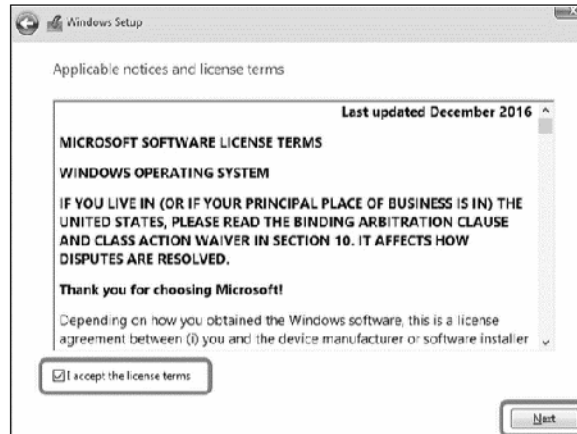 Windows Setup
Applicable notices and license terms
Last updated December 2016
MICROSOFT SOFTWARE LICENSE TERMS
WINDOWS OPERATING SYSTEM
IF YOU LIVE IN (OR IF YOUR PRINCIPAL PLACE OF BUSINESS IS IN) THE
UNITED STATES, PLEASE READ THE BINDING ARBITRATION CLAUSE
AND CLASS ACTION WAIVER IN SECTION 10. IT AFFECTS HOW
DISPUTES ARE RESOLVED.
Thank you for choosing Microsoft!
Depending on how you obtained the Windows software, this is a license
agreement between (i) you and the device manufacturer or software installer
I accept the license terms
Next